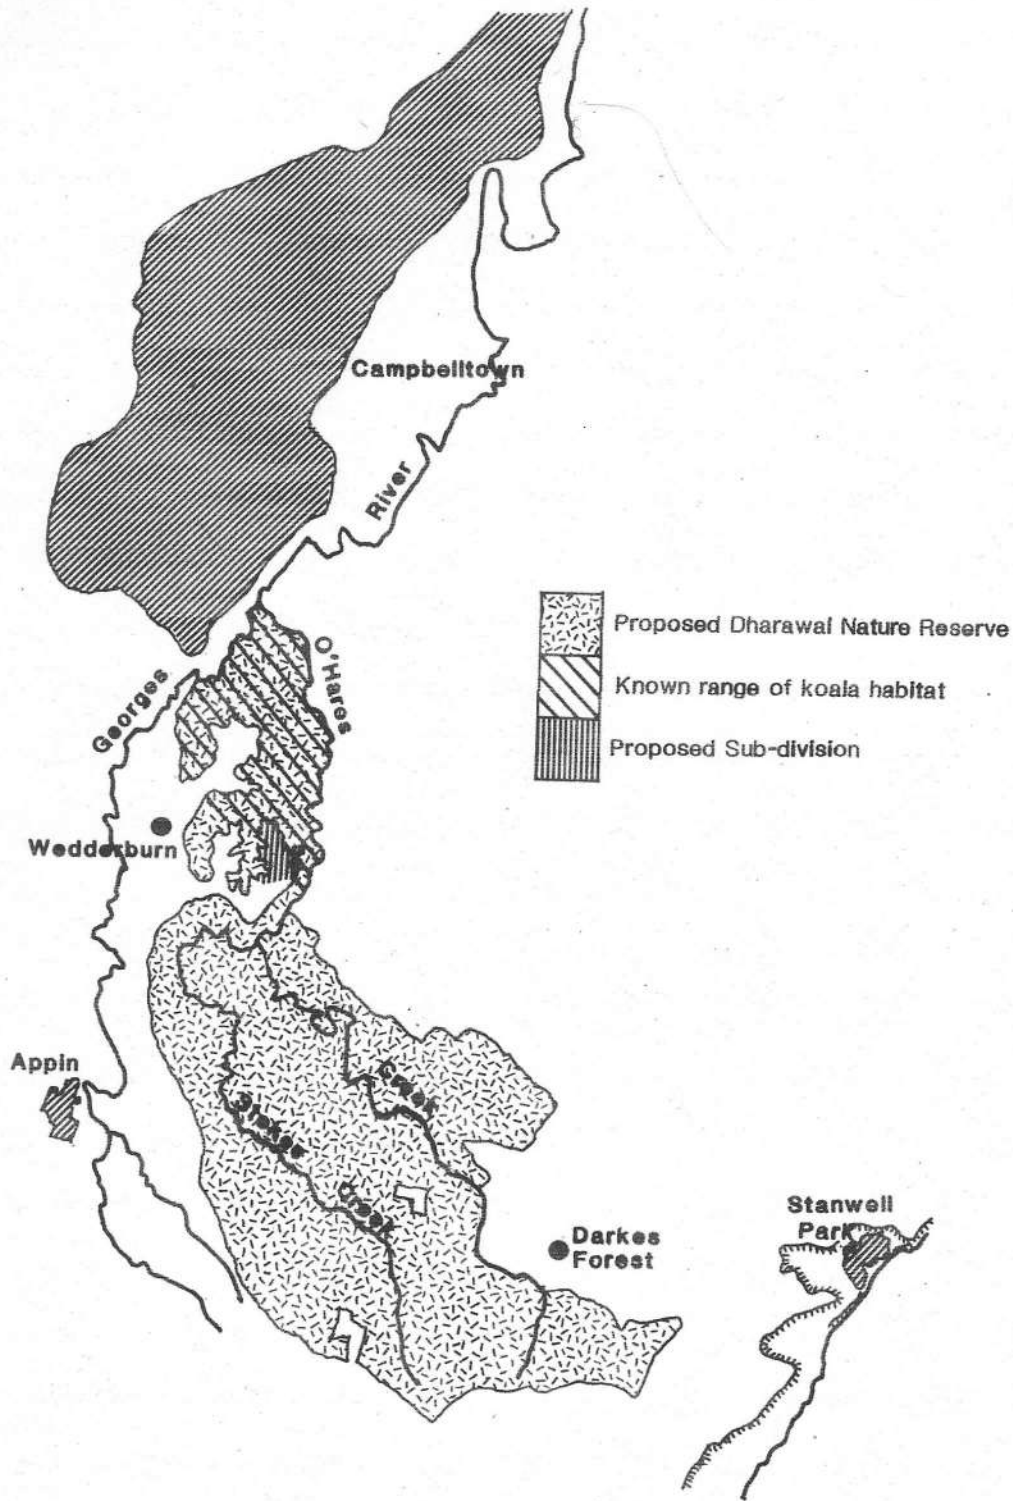 Campbelltown
River
Proposed Dharawal Nature Reserve
Known range of koala habitat
Proposed Sub-division
O'Hares
Georges
Wedderburn
Appin
Creek
Stokes
Creek
Stanwell
Park
Darkes
Forest